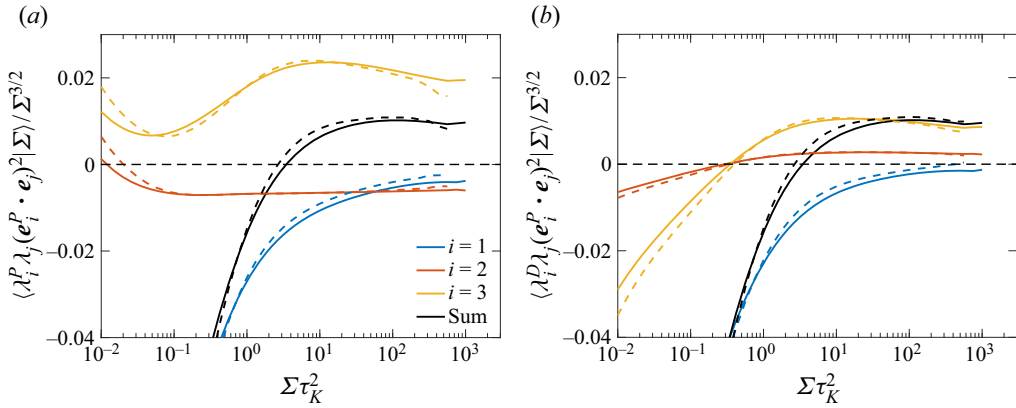 (a)
(b)
0.02
0
−0.02
−0.04
⟨λ_i^P λ_j (e_i^P · e_j)^2|Σ⟩/Σ^{3/2}
i = 1
i = 2
i = 3
Sum
10^{−2} 10^{−1} 10^0 10^1 10^2 10^3
Στ_K^2
0.02
0
−0.02
−0.04
⟨λ_i^D λ_j (e_i^P · e_j)^2|Σ⟩/Σ^{3/2}
10^{−2} 10^{−1} 10^0 10^1 10^2 10^3
Στ_K^2